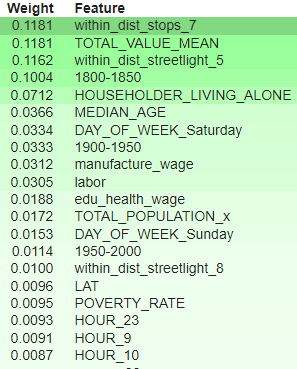 Weight Feature
0.1181 within_dist_stops_7
0.1181 TOTAL_VALUE_MEAN
0.1162 within_dist_streetlight_5
0.1004 1800-1850
0.0712 HOUSEHOLDER_LIVING_ALONE
0.0366 MEDIAN_AGE
0.0334 DAY_OF_WEEK_Saturday
0.0333 1900-1950
0.0312 manufacture_wage
0.0305 labor
0.0188 edu_health_wage
0.0172 TOTAL_POPULATION_x
0.0153 DAY_OF_WEEK_Sunday
0.0114 1950-2000
0.0100 within_dist_streetlight_8
0.0096 LAT
0.0095 POVERTY_RATE
0.0093 HOUR_23
0.0091 HOUR_9
0.0087 HOUR_10